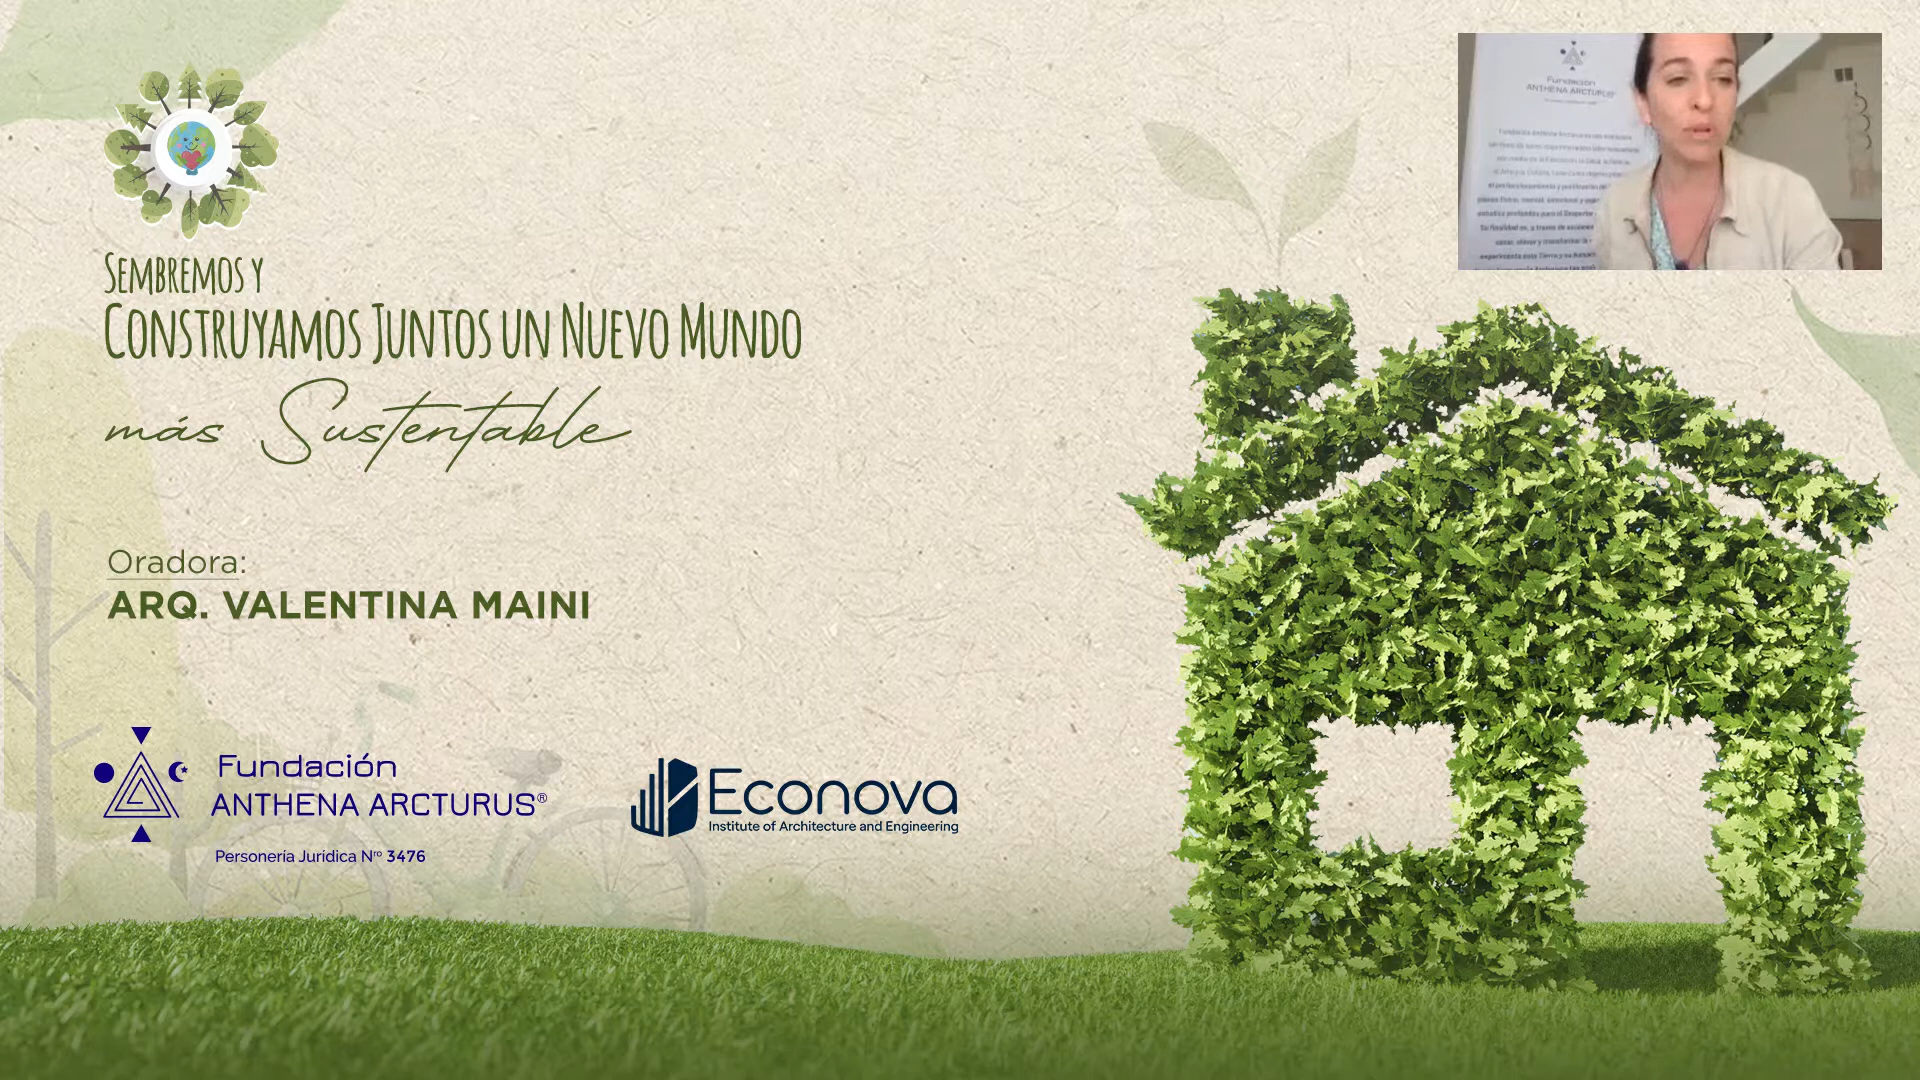 SEMBREMOS Y
CONSTRUYAMOS JUNTOS UN NUEVO MUNDO
más Sustentable
Oradora:
ARQ. VALENTINA MAINI
Fundación
ANTHENA ARCTURUS®
Personería Jurídica Nro 3476
Econova
Institute of Architecture and Engineering
Fundación
ANTHENA ARCTURUS®